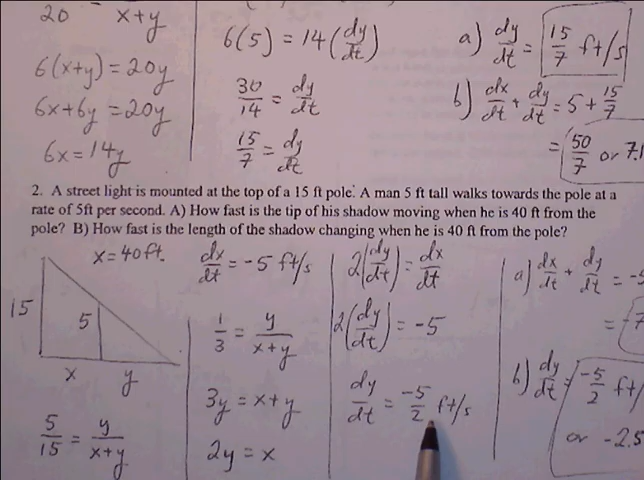 20 x+y
6(x+y) = 20y
6x+6y = 20y
6x = 14y
6(5) = 14(dy/dt)
30/14 = dy/dt
15/7 = dy/dt
a) dy/dt = 15/7 ft/s
b) dx/dt + dy/dt = 5 + 15/7
= 50/7 or 7.1
2. A street light is mounted at the top of a 15 ft pole. A man 5 ft tall walks towards the pole at a
rate of 5ft per second. A) How fast is the tip of his shadow moving when he is 40 ft from the
pole? B) How fast is the length of the shadow changing when he is 40 ft from the pole?
x = 40 ft.
15
5
x y
5/15 = y/x+y
dx/dt = -5 ft/s
1/3 = y/x+y
3y = x+y
2y = x
2(dy/dt) = dx/dt
2(dy/dt) = -5
dy/dt = -5/2 ft/s
a) dx/dt + dy/dt = -5
= -7
b) dy/dt = -5/2 ft/
or -2.5